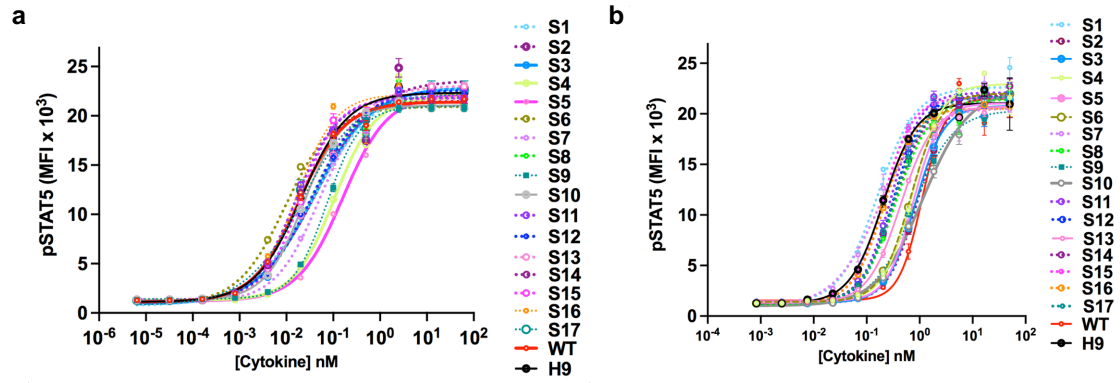 a
pSTAT5 (MFI x 10³)
25
20
15
10
5
0
10⁻⁶ 10⁻⁵ 10⁻⁴ 10⁻³ 10⁻² 10⁻¹ 10⁰ 10¹ 10²
[Cytokine] nM
S1
S2
S3
S4
S5
S6
S7
S8
S9
S10
S11
S12
S13
S14
S15
S16
S17
WT
H9
b
pSTAT5 (MFI x 10³)
25
20
15
10
5
0
10⁻⁴ 10⁻³ 10⁻² 10⁻¹ 10⁰ 10¹ 10²
[Cytokine] nM
S1
S2
S3
S4
S5
S6
S7
S8
S9
S10
S11
S12
S13
S14
S15
S16
S17
WT
H9